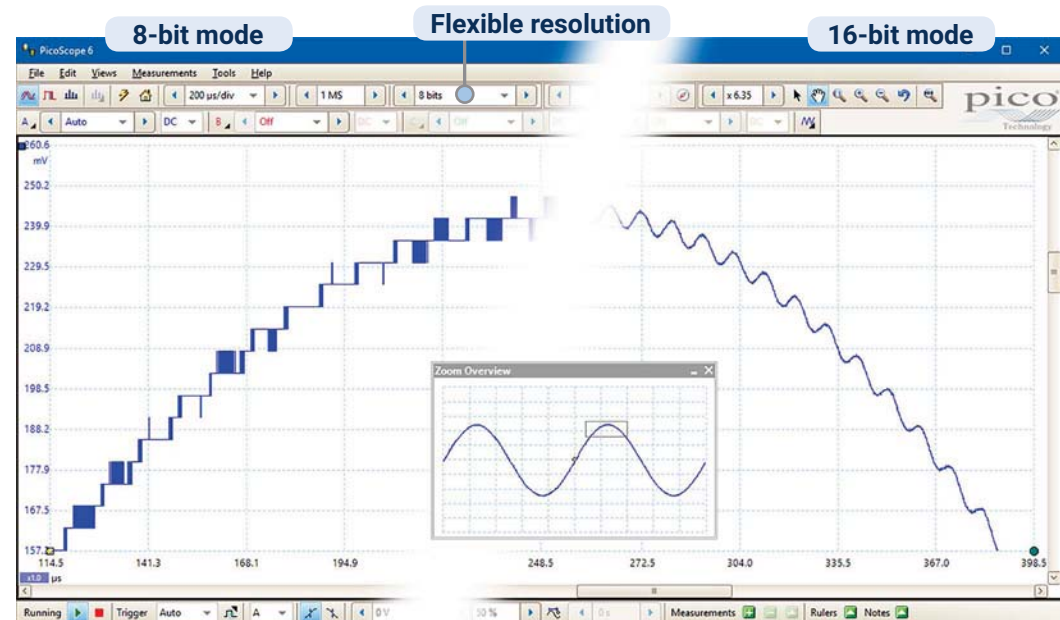 8-bit mode
Flexible resolution
16-bit mode
PicoScope 6
File Edit Views Measurements Tools Help
200 µs/div 1 MS 8 bits x 6.35
pico
Technology
A Auto DC B Off DC C Off Off DC
260.6
mV
250.2
239.9
229.5
219.2
208.9
198.5
188.2
177.9
167.5
157.2
Zoom Overview
114.5 141.3 168.1 194.9 248.5 272.5 304.0 335.5 367.0 398.5
x1.0 µs
Running Trigger Auto A 0 V 50 % 0 s Measurements Rulers Notes